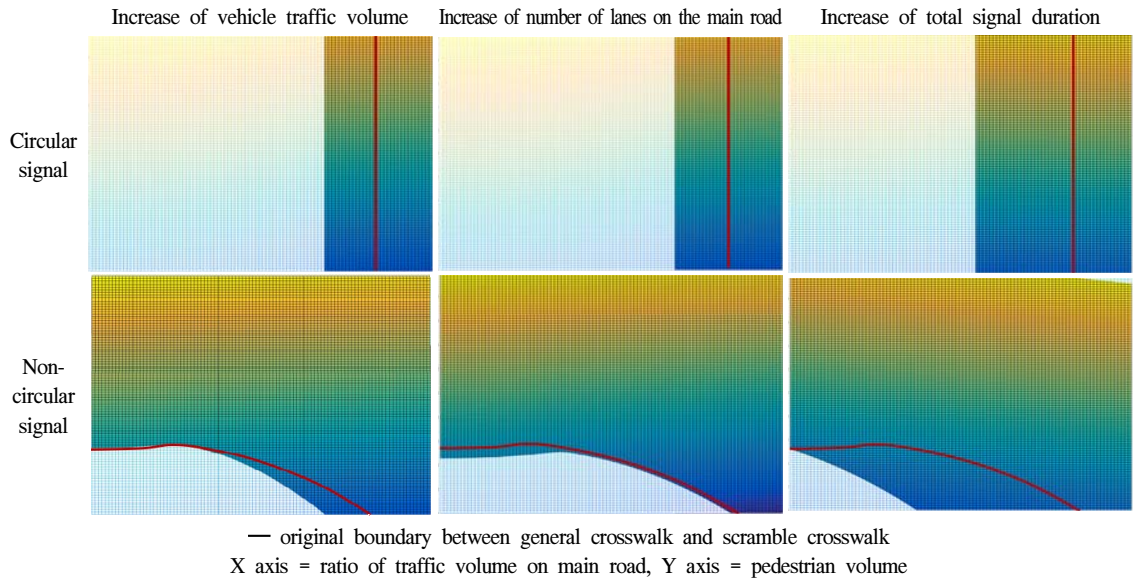 Increase of vehicle traffic volume
Increase of number of lanes on the main road
Increase of total signal duration
Circular
signal
Non-
circular
signal
original boundary between general crosswalk and scramble crosswalk
X axis = ratio of traffic volume on main road, Y axis = pedestrian volume